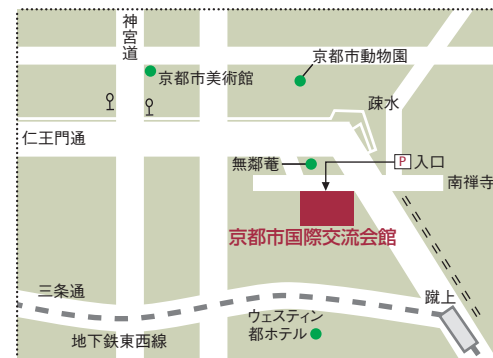 神宮道
京都市動物園
京都市美術館
疎水
仁王門通
無鄰菴
P入口
南禅寺
京都市国際交流会館
三条通
蹴上
ウェスティン
都ホテル
地下鉄東西線